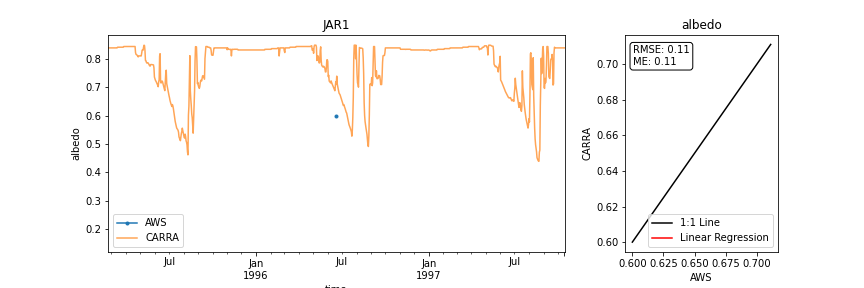 JAR1
albedo
0.8
0.7
0.6
0.5
0.4
0.3
0.2
albedo
AWS
CARRA
Jul
Jan
1996
Jul
Jan
1997
Jul
albedo
RMSE: 0.11
ME: 0.11
0.70
0.68
0.66
0.64
0.62
0.60
CARRA
1:1 Line
Linear Regression
0.600 0.625 0.650 0.675 0.700
AWS